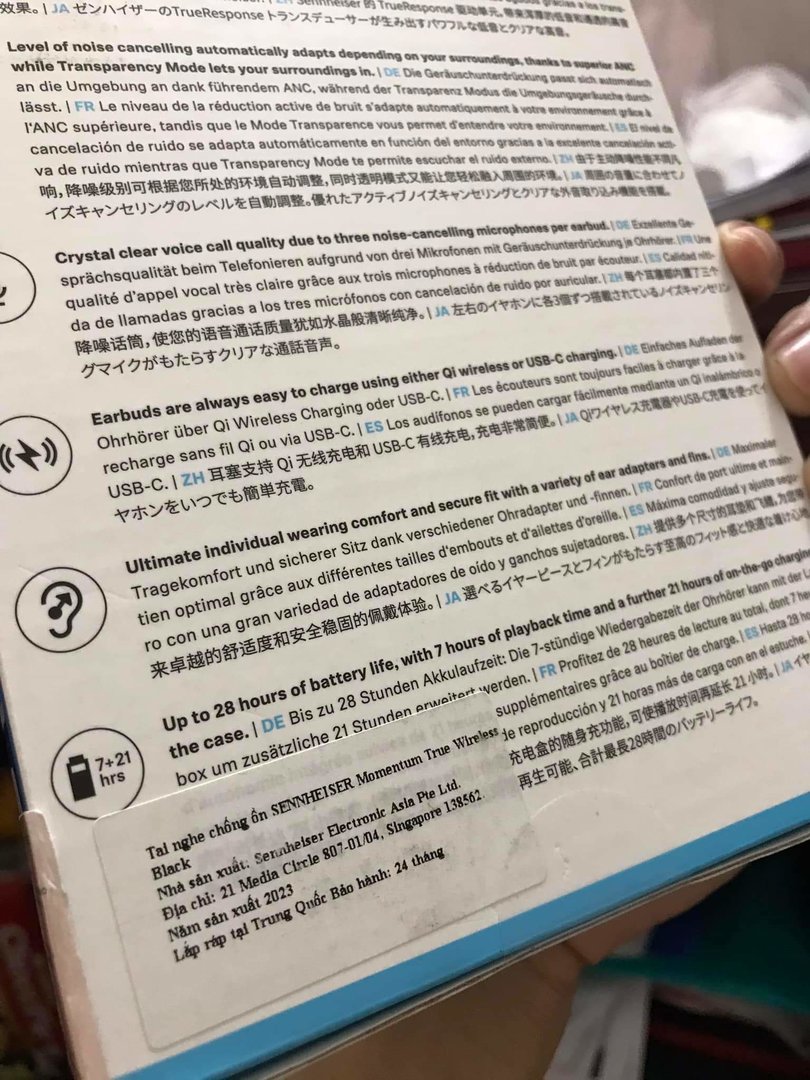 效果。 | JA ゼンハイザーのTrueResponse トランスデューサーが生み出すパワフルな低音とクリアな高音。
Level of noise cancelling automatically adapts depending on your surroundings, thanks to superior ANC
while Transparency Mode lets your surroundings in. | DE Die Geräuschunterdrückung passt sich automatisch
an die Umgebung an dank führendem ANC, während der Transparenz Modus die Umgebungsgeräusche durch-
lässt. | FR Le niveau de la réduction active de bruit s'adapte automatiquement à votre environnement grâce à
l'ANC supérieure, tandis que le Mode Transparence vous permet d'entendre votre environnement. | ES El nivel de
cancelación de ruido se adapta automáticamente en función del entorno gracias a la excelente cancelación acti-
va de ruido mientras que Transparency Mode te permite escuchar el ruido externo. | ZH 由于主动降噪性能不同凡
响，降噪级别可根据您所处的环境自动调整，同时透明模式又能让您轻松融入周围的环境。 | JA 周囲の音量に合わせてノ
イズキャンセリングのレベルを自動調整。優れたアクティブノイズキャンセリングとクリアな外音取り込み機能を搭載。
Crystal clear voice call quality due to three noise-cancelling microphones per earbud. | DE Exzellente Ge-
sprächsqualität beim Telefonieren aufgrund von drei Mikrofonen mit Geräuschunterdrückung je Ohrhörer. | FR Une
qualité d'appel vocal très claire grâce aux trois microphones à réduction de bruit par écouteur. | ES Calidad níti-
da de llamadas gracias a los tres micrófonos con cancelación de ruido por auricular. | ZH 每个耳塞都内置了三个
降噪话筒，使您的语音通话质量犹如水晶般清晰纯净。 | JA 左右のイヤホンに各3個ずつ搭載されているノイズキャンセリン
グマイクがもたらすクリアな通話音声。
Earbuds are always easy to charge using either Qi wireless or USB-C charging. | DE Einfaches Aufladen der
Ohrhörer über Qi Wireless Charging oder USB-C. | FR Les écouteurs sont toujours faciles à charger grâce à la
recharge sans fil Qi ou via USB-C. | ES Los audífonos se pueden cargar fácilmente mediante un Qi inalámbrico o
USB-C. | ZH 耳塞支持 Qi 无线充电和 USB-C 有线充电，充电非常简便。 | JA Qiワイヤレス充電器やUSB-C充電を使ってイ
ヤホンをいつでも簡単充電。
Ultimate individual wearing comfort and secure fit with a variety of ear adapters and fins. | DE Maximaler
Tragekomfort und sicherer Sitz dank verschiedener Ohradapter und -finnen. | FR Confort de port ultime et main-
tien optimal grâce aux différentes tailles d'embouts et d'ailettes d'oreille. | ES Máxima comodidad y ajuste segu-
ro con una gran variedad de adaptadores de oído y ganchos sujetadores. | ZH 提供多个尺寸的耳垫和飞鳍，为您带
来卓越的舒适度和安全稳固的佩戴体验。 | JA 選べるイヤーピースとフィンがもたらす至高のフィット感と快適な着け心地
7+21
hrs
Up to 28 hours of battery life, with 7 hours of playback time and a further 21 hours of on-the-go charging
the case. | DE Bis zu 28 Stunden Akkulaufzeit: Die 7-stündige Wiedergabezeit der Ohrhörer kann mit der
box um zusätzliche 21 Stunden erweitert werden. | FR Profitez de 28 heures de lecture au total, dont 7
supplémentaires grâce au boîtier de charge. | ES Hasta 28
de reproducción y 21 horas más de carga con en el estuche.
充电盒的随身充功能，可使播放时间再延长 21 小时。 | JA イヤ
再生可能、合計最長28時間のバッテリーライフ。
Tai nghe chống ồn SENNHEISER Momentum True Wireless
Black
Nhà sản xuất: Sennheiser Electronic Asia Pte Ltd.
Địa chỉ: 21 Media Circle 807-01/04, Singapore 138562.
Năm sản xuất 2023
Lắp ráp tại Trung Quốc Bảo hành: 24 tháng